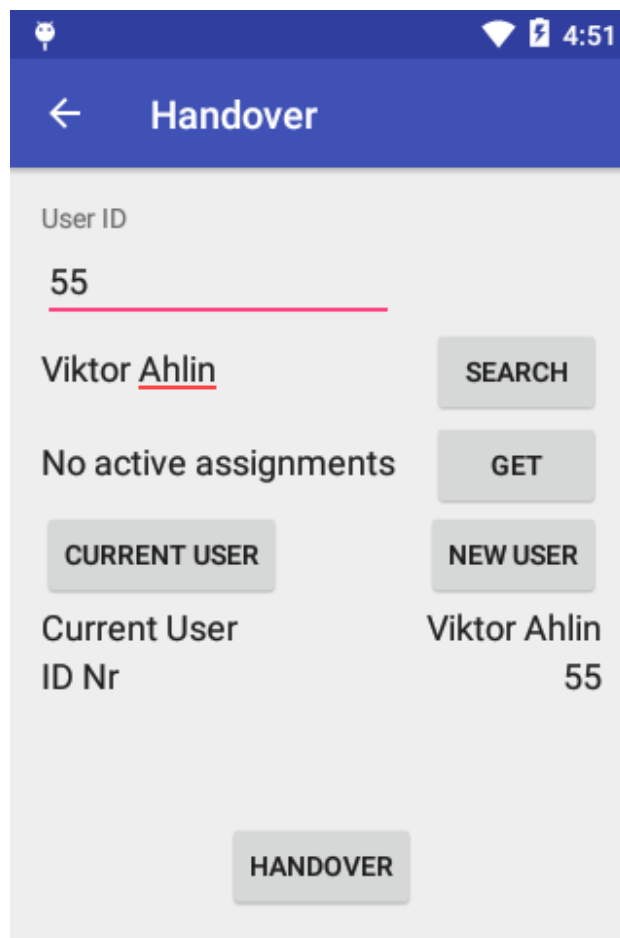 4:51
Handover
User ID
55
Viktor Ahlin
SEARCH
No active assignments
GET
CURRENT USER
NEW USER
Current User
Viktor Ahlin
ID Nr
55
HANDOVER